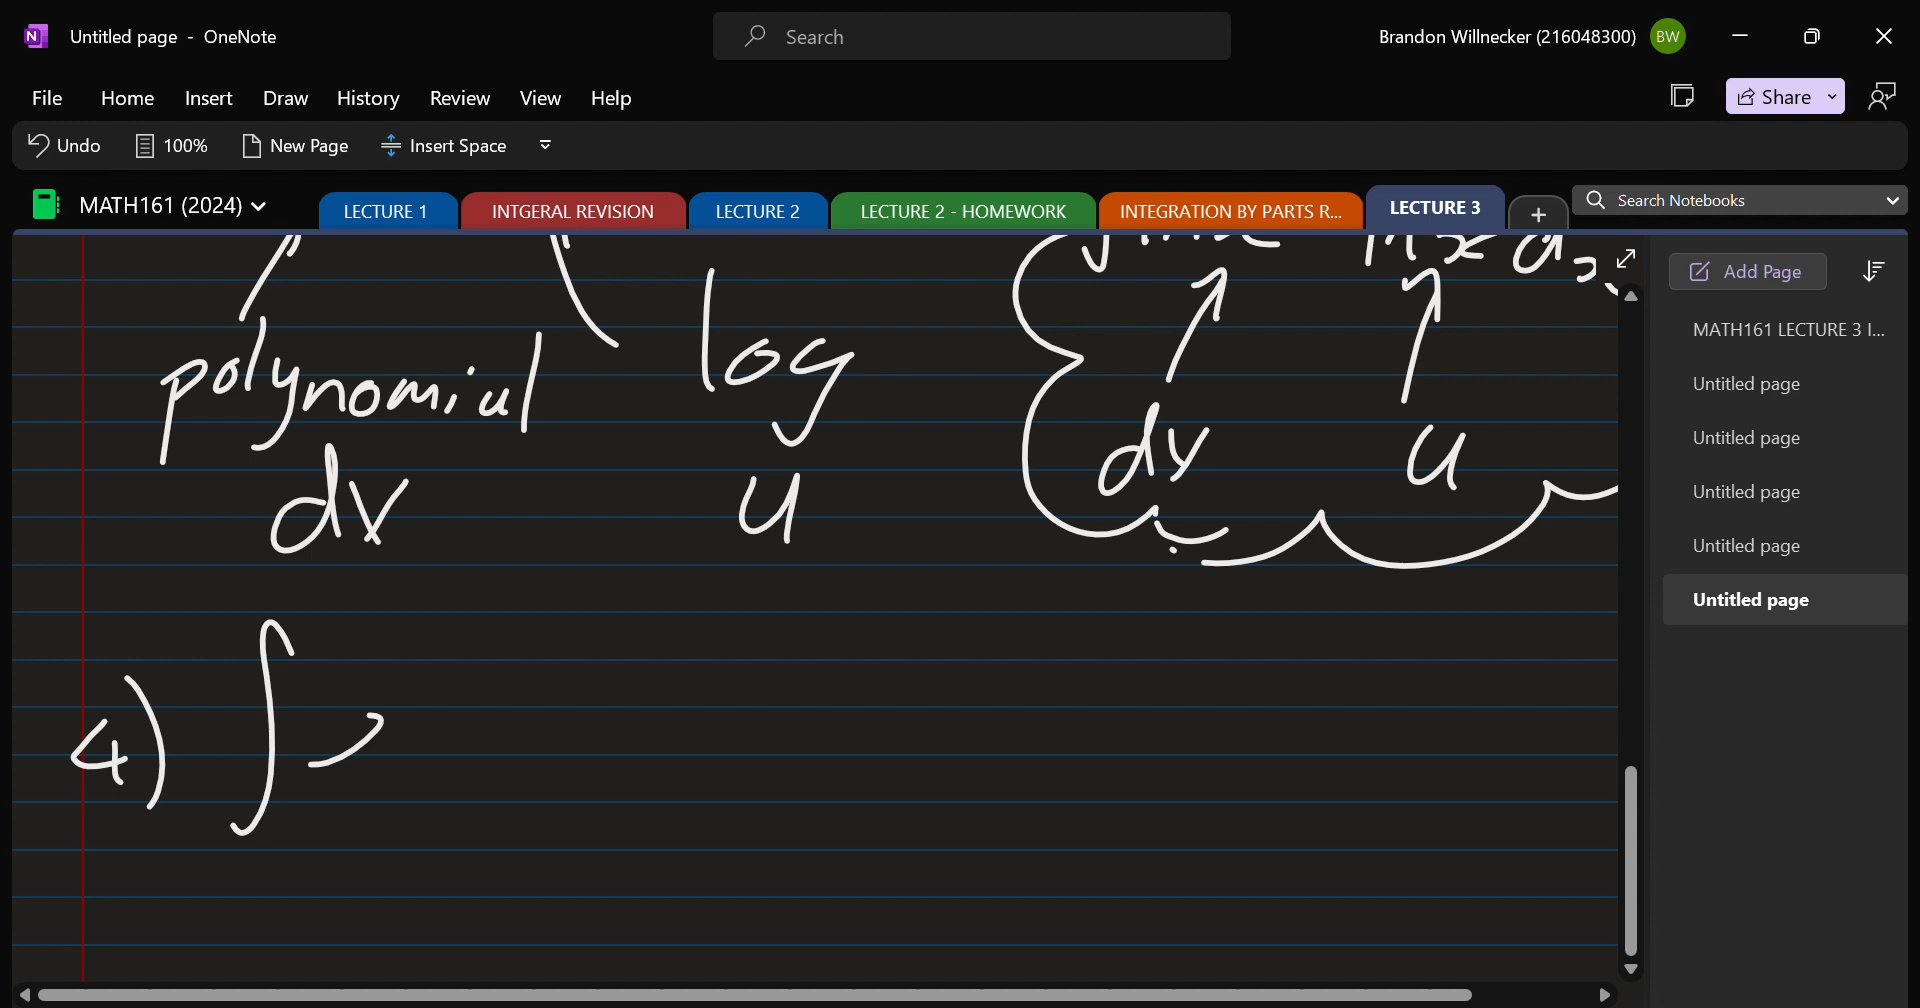 Untitled page - OneNote
Search
Brandon Willnecker (216048300)
BW
File Home Insert Draw History Review View Help
Share
Undo 100% New Page Insert Space
MATH161 (2024)
LECTURE 1
INTGERAL REVISION
LECTURE 2
LECTURE 2 - HOMEWORK
INTEGRATION BY PARTS R...
LECTURE 3
+
Search Notebooks
Add Page
MATH161 LECTURE 3 I...
Untitled page
Untitled page
Untitled page
Untitled page
Untitled page
polynomial log
dv u
dv u
4) ∫